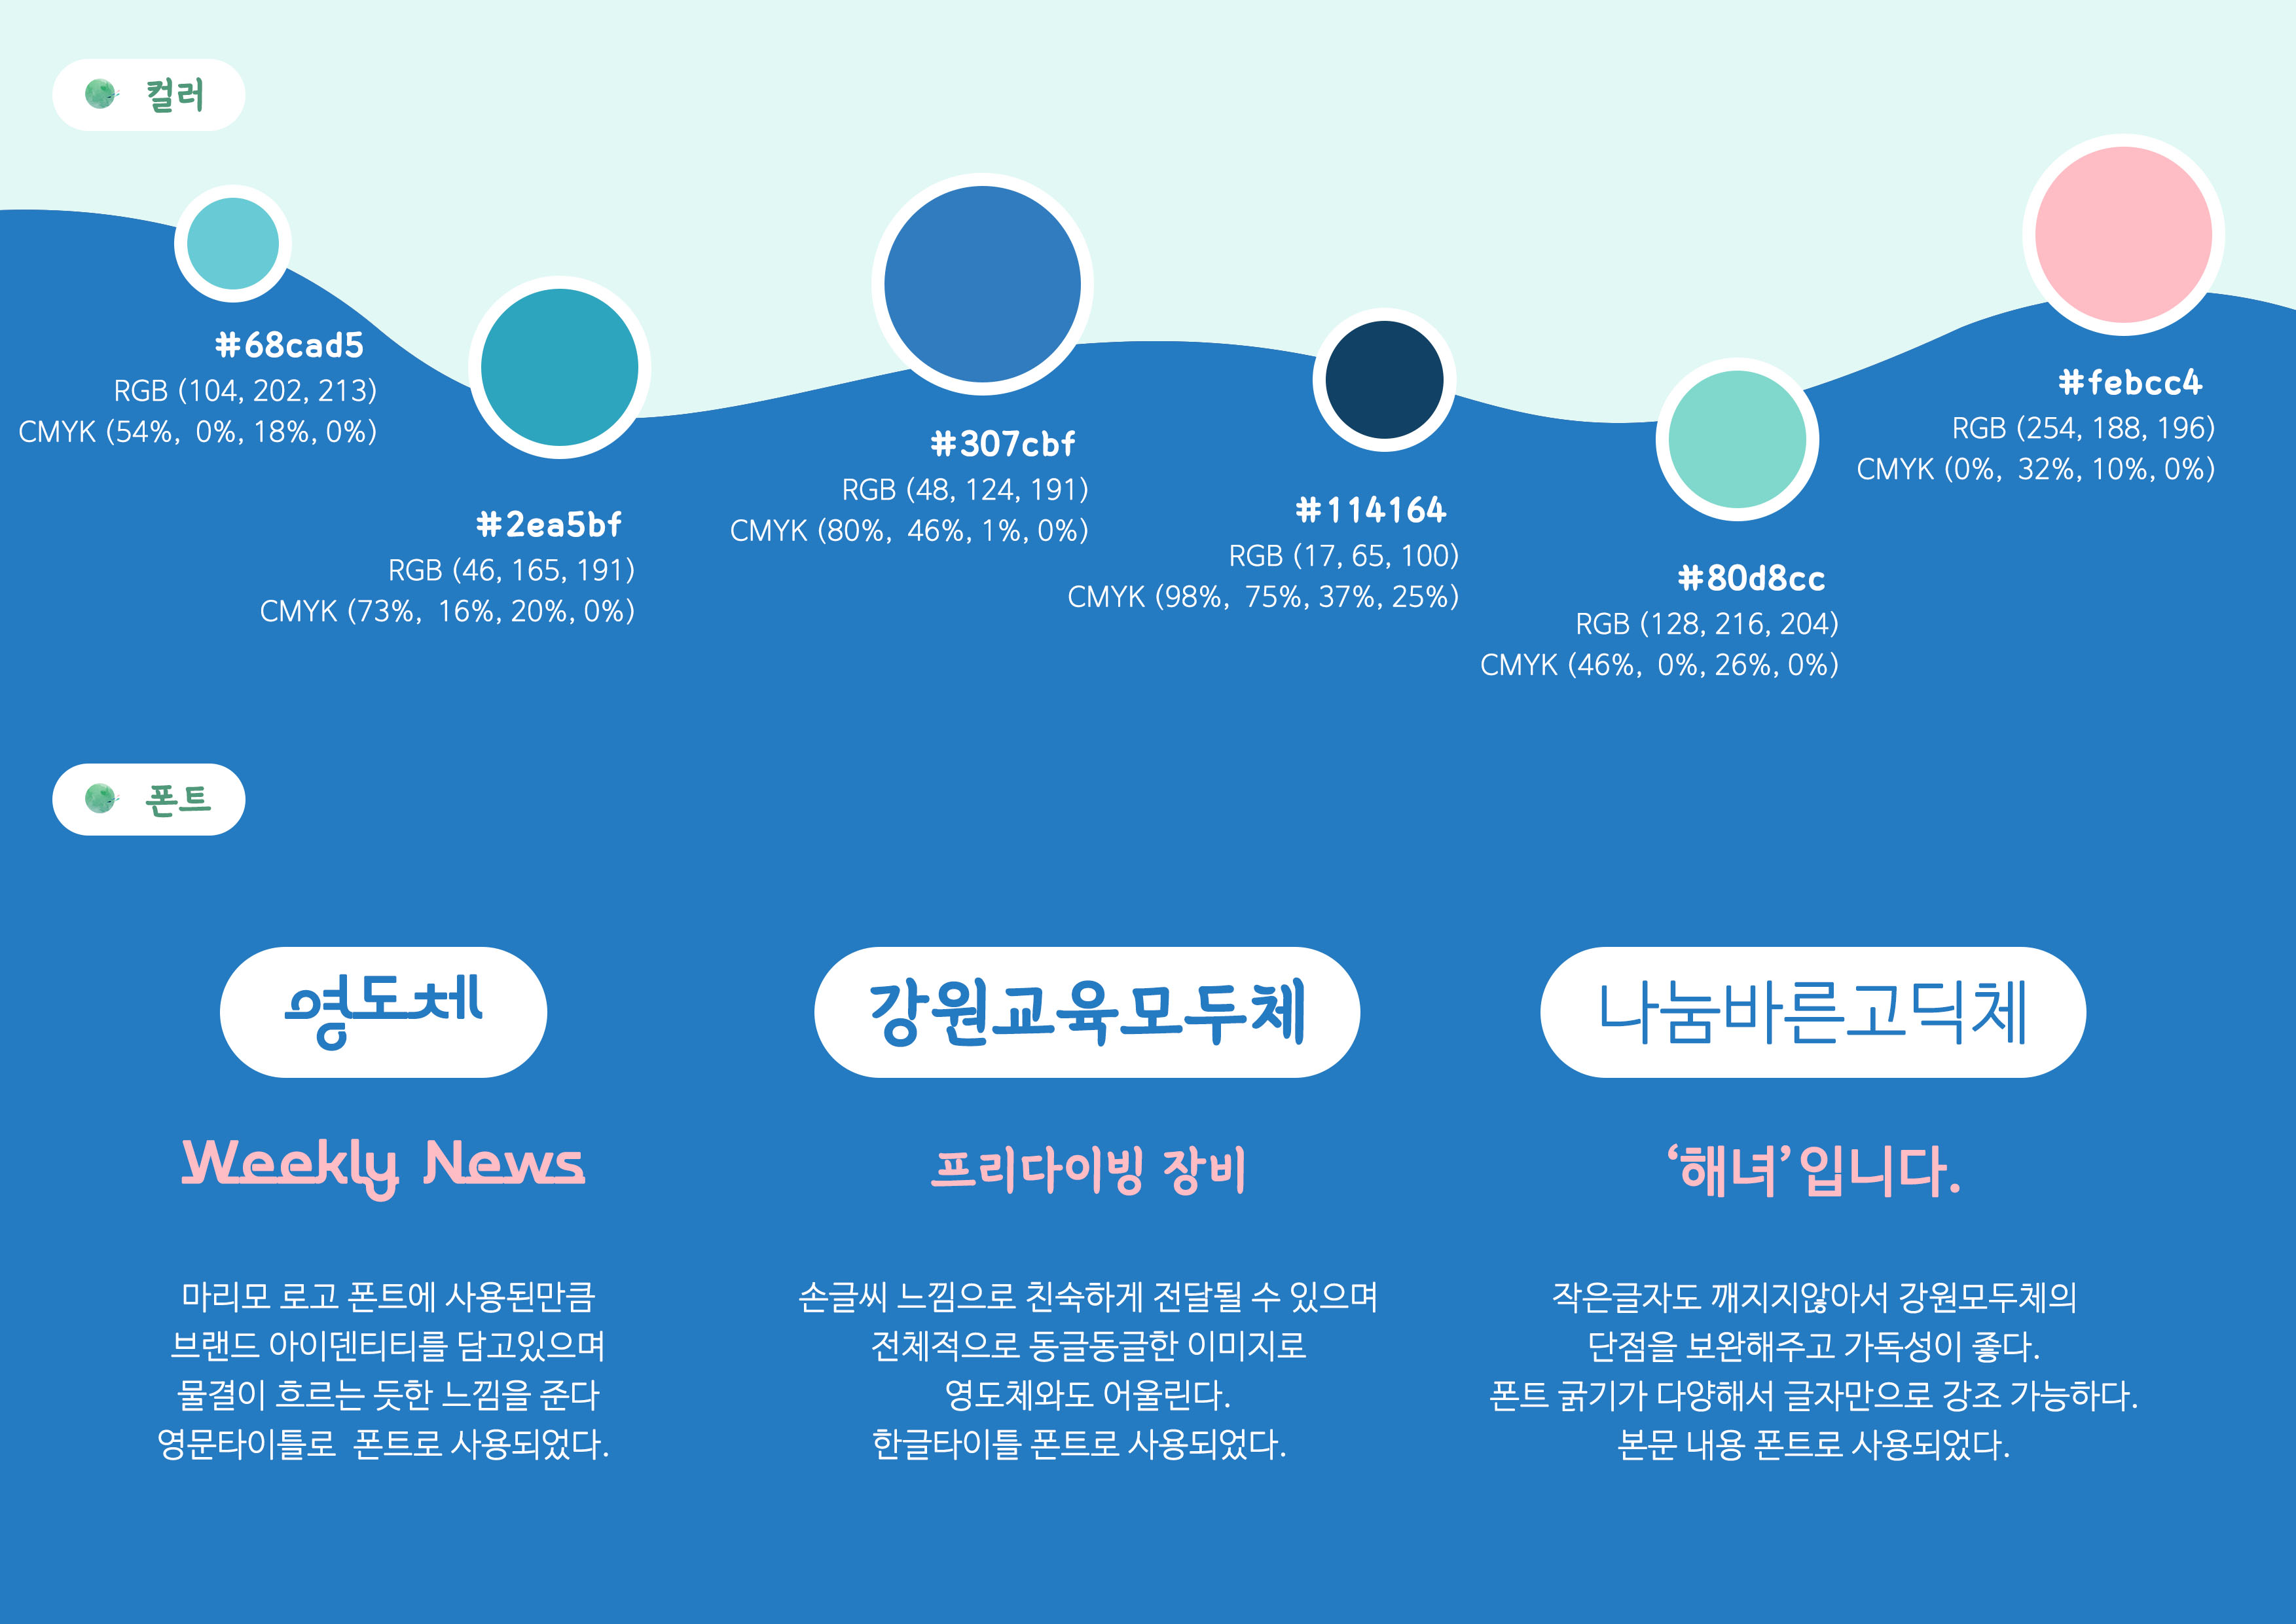 컬러
#68cad5
RGB (104, 202, 213)
CMYK (54%, 0%, 18%, 0%)
#2ea5bf
RGB (46, 165, 191)
CMYK (73%, 16%, 20%, 0%)
#307cbf
RGB (48, 124, 191)
CMYK (80%, 46%, 1%, 0%)
#114164
RGB (17, 65, 100)
CMYK (98%, 75%, 37%, 25%)
#80d8cc
RGB (128, 216, 204)
CMYK (46%, 0%, 26%, 0%)
#febcc4
RGB (254, 188, 196)
CMYK (0%, 32%, 10%, 0%)
폰트
영도체
Weekly News
마리모 로고 폰트에 사용된만큼
브랜드 아이덴티티를 담고있으며
물결이 흐르는 듯한 느낌을 준다
영문타이틀로 폰트로 사용되었다.
강원교육모두체
프리다이빙 장비
손글씨 느낌으로 친숙하게 전달될 수 있으며
전체적으로 동글동글한 이미지로
영도체와도 어울린다.
한글타이틀 폰트로 사용되었다.
나눔바른고딕체
‘해녀’입니다.
작은글자도 깨지지않아서 강원모두체의
단점을 보완해주고 가독성이 좋다.
폰트 굵기가 다양해서 글자만으로 강조 가능하다.
본문 내용 폰트로 사용되었다.